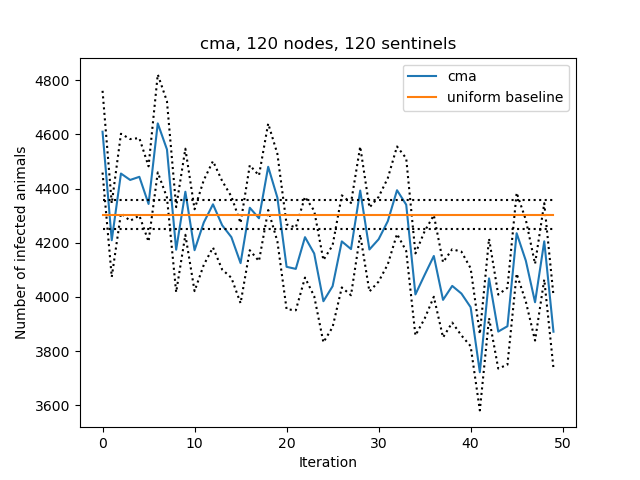 cma, 120 nodes, 120 sentinels
cma
uniform baseline
Number of infected animals
4800
4600
4400
4200
4000
3800
3600
0 10 20 30 40 50
Iteration